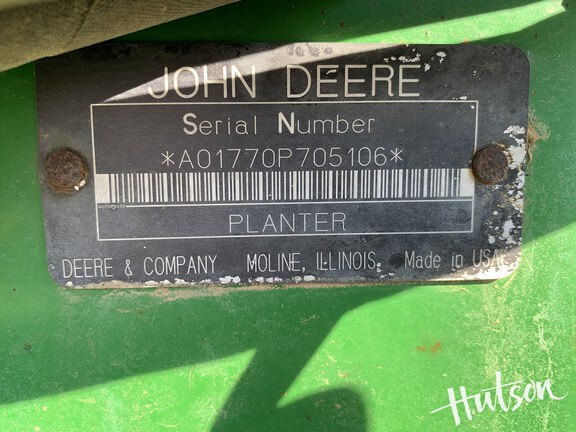 JOHN DEERE
Serial Number
*A01770P705106*
PLANTER
DEERE & COMPANY MOLINE, ILLINOIS. Made in USA
Hutson